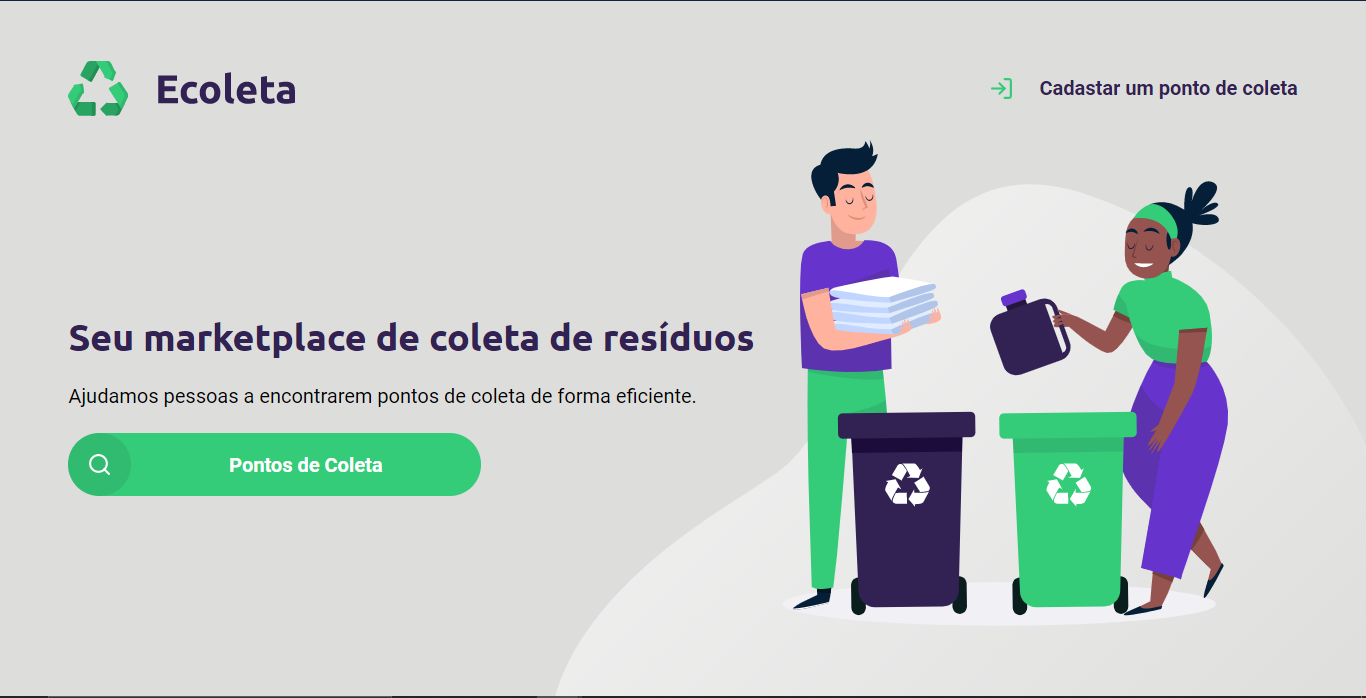 Ecoleta
Cadastar um ponto de coleta
Seu marketplace de coleta de resíduos
Ajudamos pessoas a encontrarem pontos de coleta de forma eficiente.
Pontos de Coleta